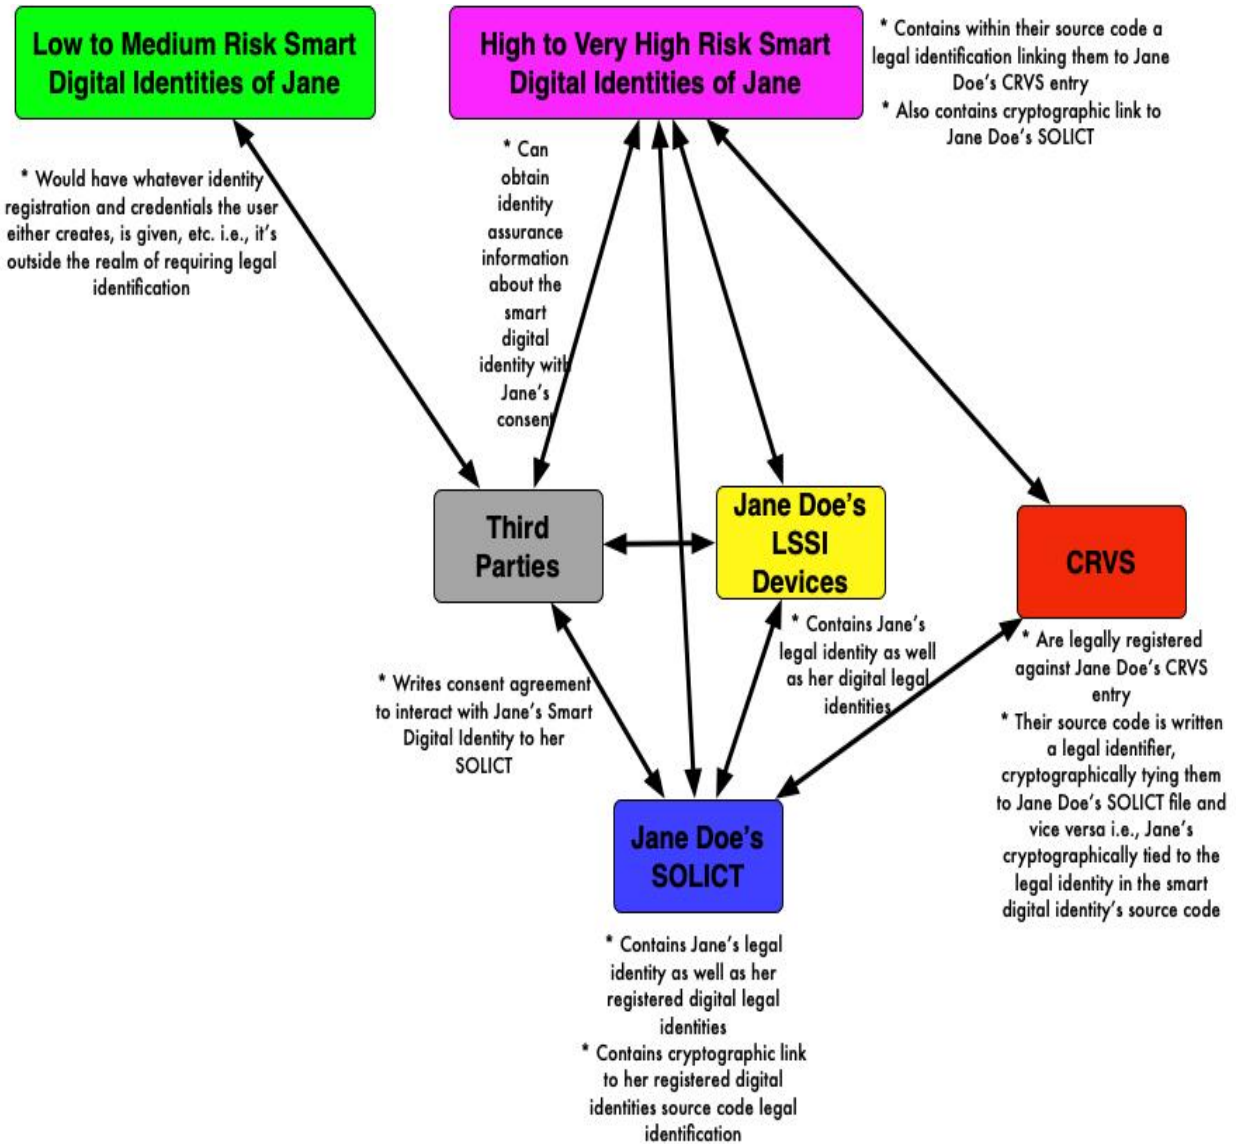 Low to Medium Risk Smart
Digital Identities of Jane
High to Very High Risk Smart
Digital Identities of Jane
* Contains within their source code a
legal identification linking them to Jane
Doe's CRVS entry
* Also contains cryptographic link to
Jane Doe's SOLICT
* Would have whatever identity
registration and credentials the user
either creates, is given, etc. i.e., it's
outside the realm of requiring legal
identification
* Can
obtain
identity
assurance
information
about the
smart
digital
identity with
Jane's
consent
Third
Parties
Jane Doe's
LSSI
Devices
CRVS
* Contains Jane's
legal identity as well
as her digital legal
identities
* Are legally registered
against Jane Doe's CRVS
entry
* Their source code is written
a legal identifier,
cryptographically tying them
to Jane Doe's SOLICT file and
vice versa i.e., Jane's
cryptographically tied to the
legal identity in the smart
digital identity's source code
* Writes consent agreement
to interact with Jane's Smart
Digital Identity to her
SOLICT
Jane Doe's
SOLICT
* Contains Jane's legal
identity as well as her
registered digital legal
identities
* Contains cryptographic link
to her registered digital
identities source code legal
identification